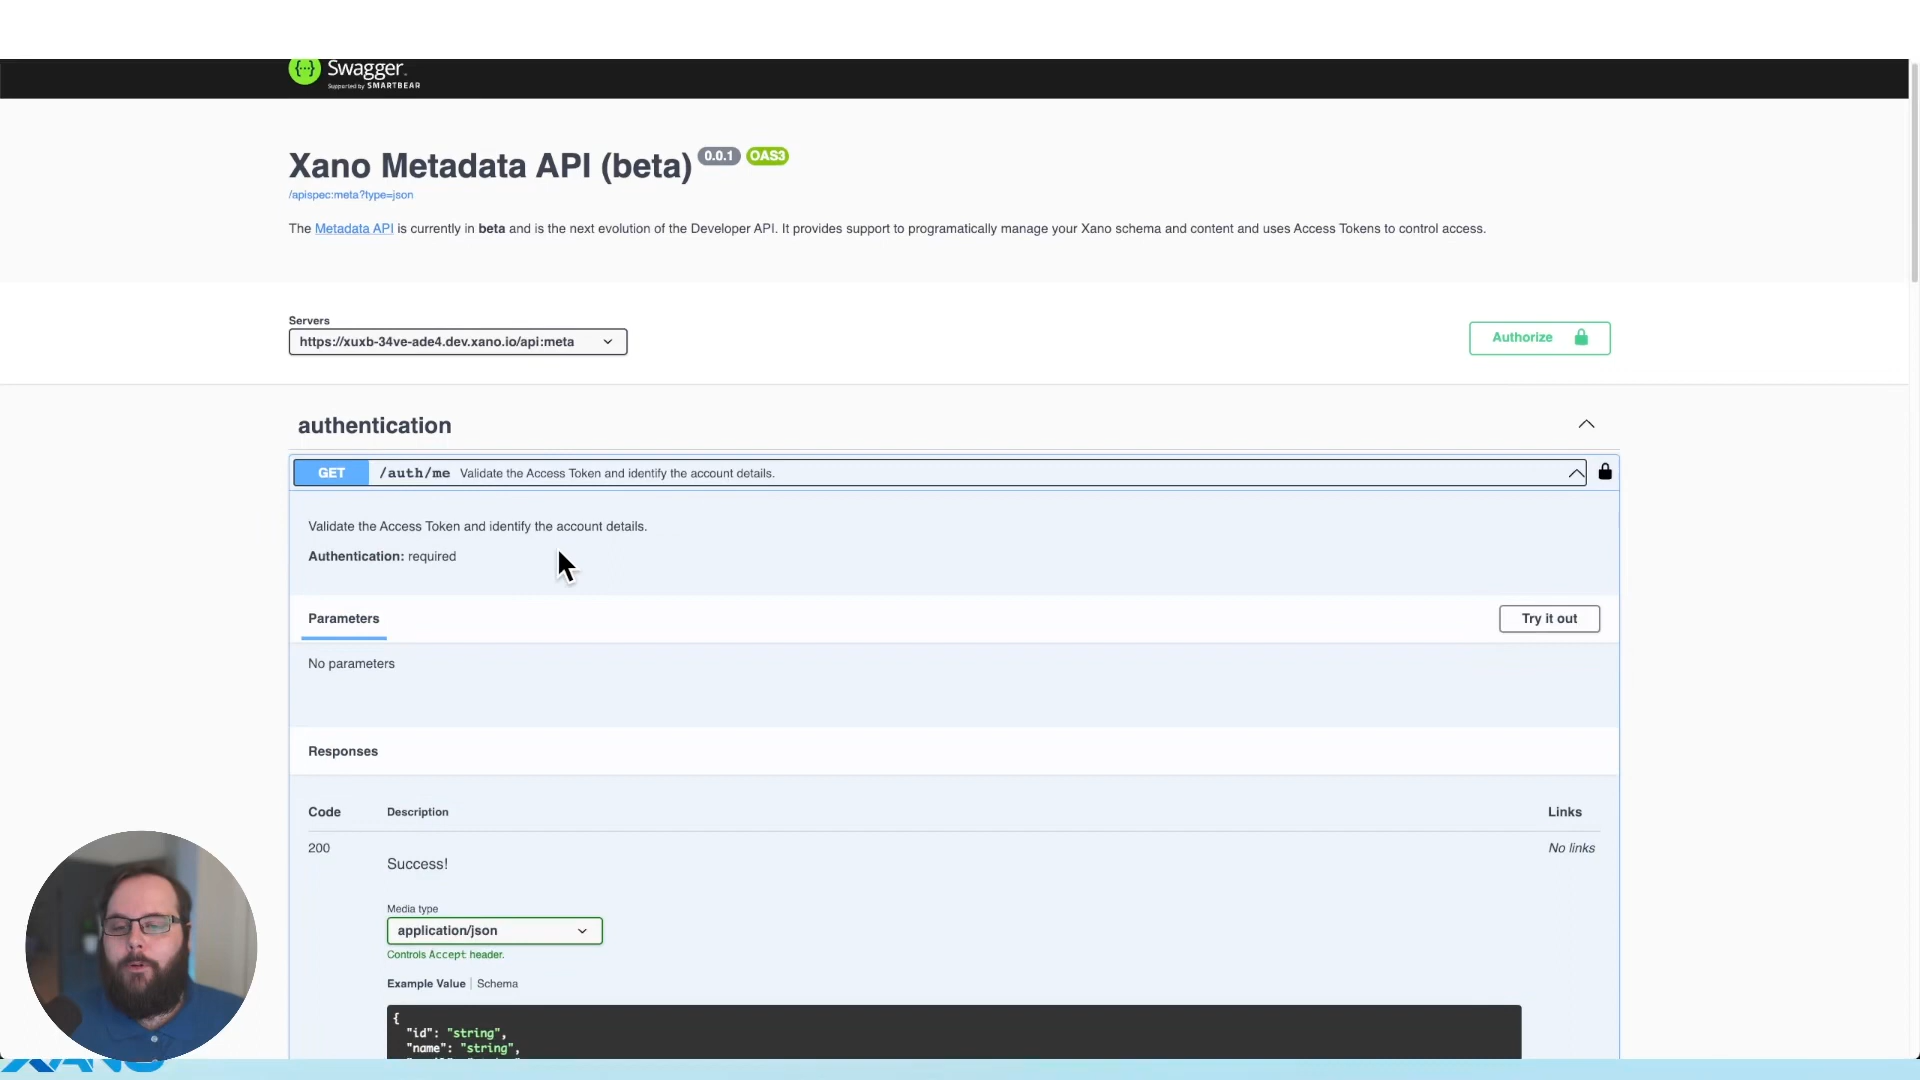 Swagger
Supported by SMARTBEAR
Xano Metadata API (beta) 0.0.1 OAS3
/apispec:meta?type=json
The Metadata API is currently in beta and is the next evolution of the Developer API. It provides support to programatically manage your Xano schema and content and uses Access Tokens to control access.
Servers
https://xuxb-34ve-ade4.dev.xano.io/api:meta
Authorize
authentication
GET /auth/me Validate the Access Token and identify the account details.
Validate the Access Token and identify the account details.
Authentication: required
Parameters
Try it out
No parameters
Responses
Code Description Links
200 No links
Success!
Media type
application/json
Controls Accept header.
Example Value | Schema
{
"id": "string",
"name": "string",
XANO